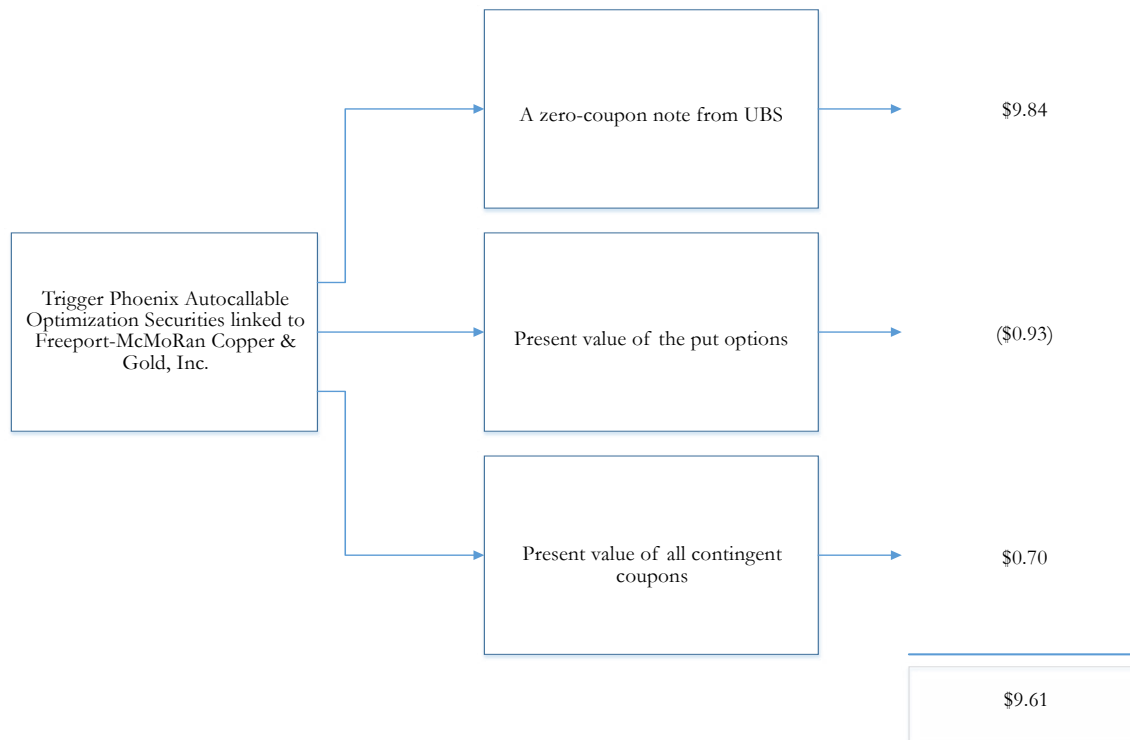 A zero-coupon note from UBS
$9.84
Trigger Phoenix Autocallable
Optimization Securities linked to
Freeport-McMoRan Copper &
Gold, Inc.
Present value of the put options
($0.93)
Present value of all contingent
coupons
$0.70
$9.61